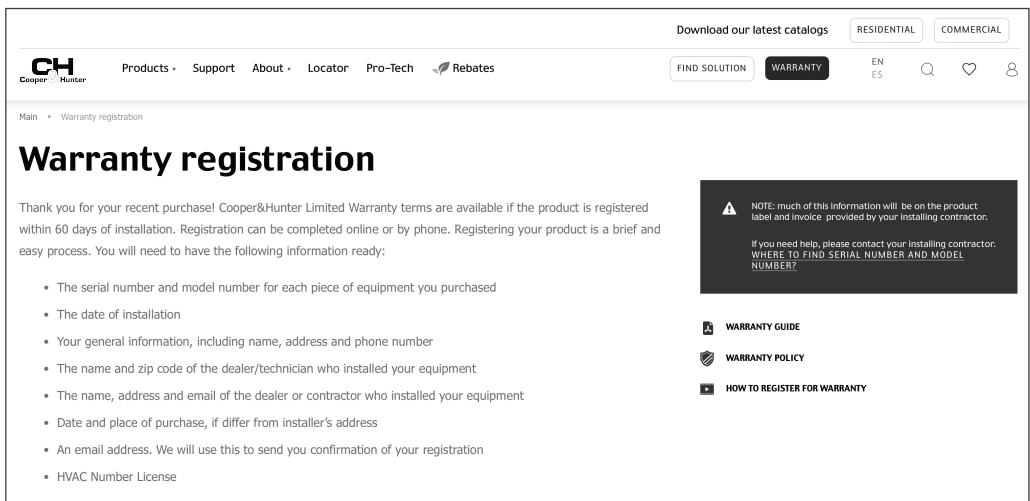 Download our latest catalogs RESIDENTIAL COMMERCIAL
CH
Cooper & Hunter
Products Support About Locator Pro-Tech Rebates FIND SOLUTION WARRANTY EN
ES
Main • Warranty registration
Warranty registration
Thank you for your recent purchase! Cooper&Hunter Limited Warranty terms are available if the product is registered
within 60 days of installation. Registration can be completed online or by phone. Registering your product is a brief and
easy process. You will need to have the following information ready:
• The serial number and model number for each piece of equipment you purchased
• The date of installation
• Your general information, including name, address and phone number
• The name and zip code of the dealer/technician who installed your equipment
• The name, address and email of the dealer or contractor who installed your equipment
• Date and place of purchase, if differ from installer's address
• An email address. We will use this to send you confirmation of your registration
• HVAC Number License
NOTE: much of this information will be on the product
label and invoice provided by your installing contractor.
If you need help, please contact your installing contractor.
WHERE TO FIND SERIAL NUMBER AND MODEL
NUMBER?
WARRANTY GUIDE
WARRANTY POLICY
HOW TO REGISTER FOR WARRANTY